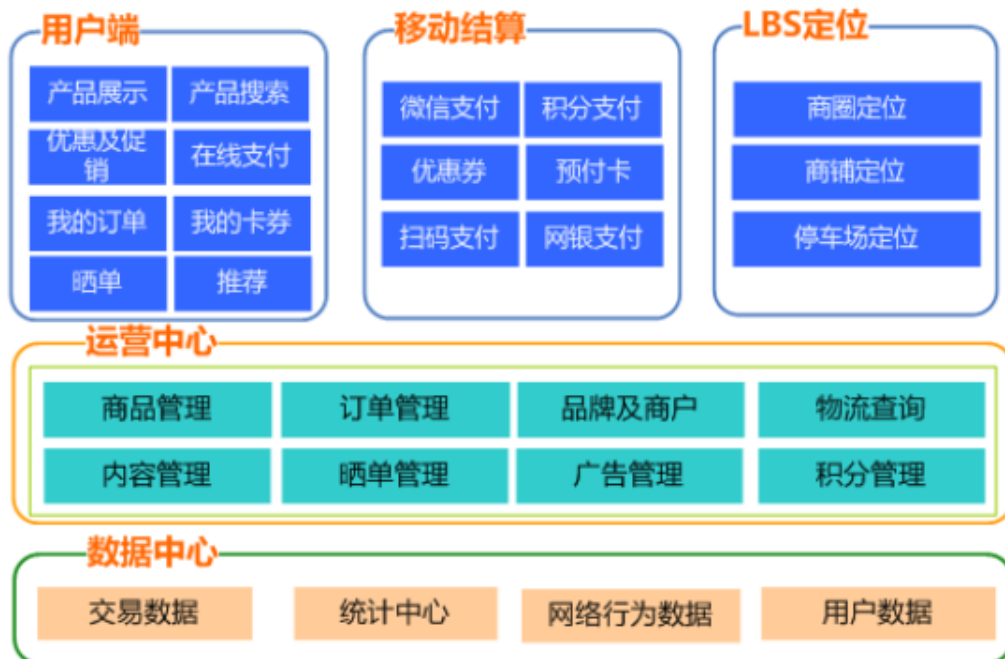 用户端
产品展示
产品搜索
优惠及促
销
在线支付
我的订单
我的卡券
晒单
推荐
移动结算
微信支付
积分支付
优惠券
预付卡
扫码支付
网银支付
LBS定位
商圈定位
商铺定位
停车场定位
运营中心
商品管理
订单管理
品牌及商户
物流查询
内容管理
晒单管理
广告管理
积分管理
数据中心
交易数据
统计中心
网络行为数据
用户数据